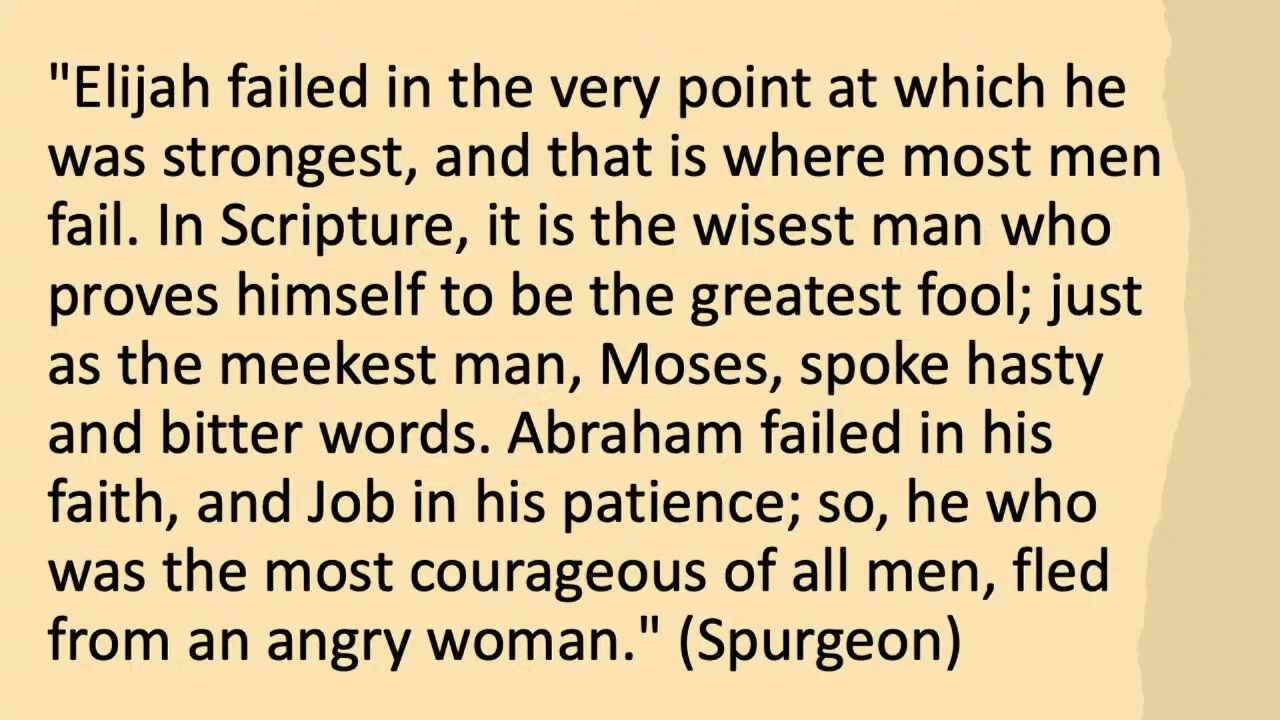 "Elijah failed in the very point at which he
was strongest, and that is where most men
fail. In Scripture, it is the wisest man who
proves himself to be the greatest fool; just
as the meekest man, Moses, spoke hasty
and bitter words. Abraham failed in his
faith, and Job in his patience; so, he who
was the most courageous of all men, fled
from an angry woman." (Spurgeon)